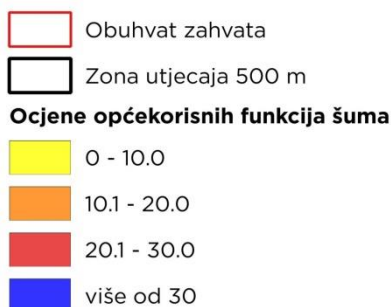 Obuhvat zahvata
Zona utjecaja 500 m
Ocjene općekorisnih funkcija šuma
0 - 10.0
10.1 - 20.0
20.1 - 30.0
više od 30